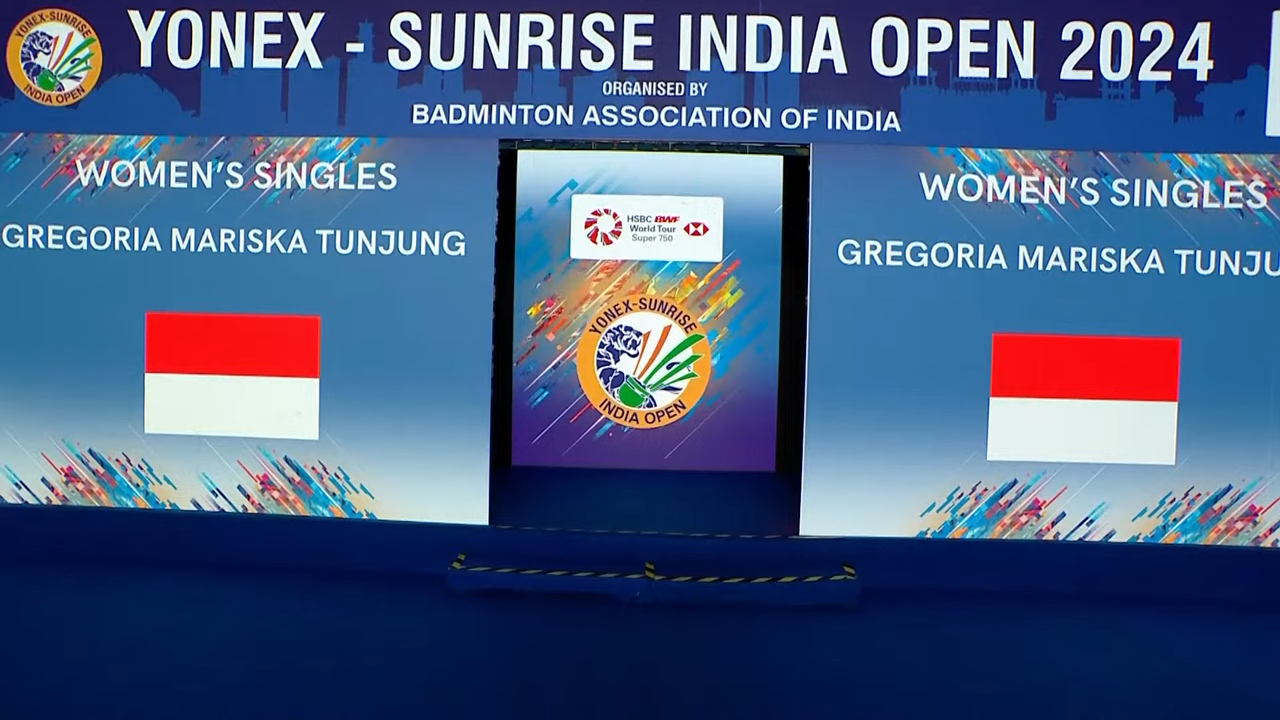 YONEX-SUNRISE
INDIA OPEN
YONEX - SUNRISE INDIA OPEN 2024
ORGANISED BY
BADMINTON ASSOCIATION OF INDIA
WOMEN'S SINGLES
GREGORIA MARISKA TUNJUNG
HSBC BWF
World Tour
Super 750
YONEX-SUNRISE
INDIA OPEN
WOMEN'S SINGLES
GREGORIA MARISKA TUNJU